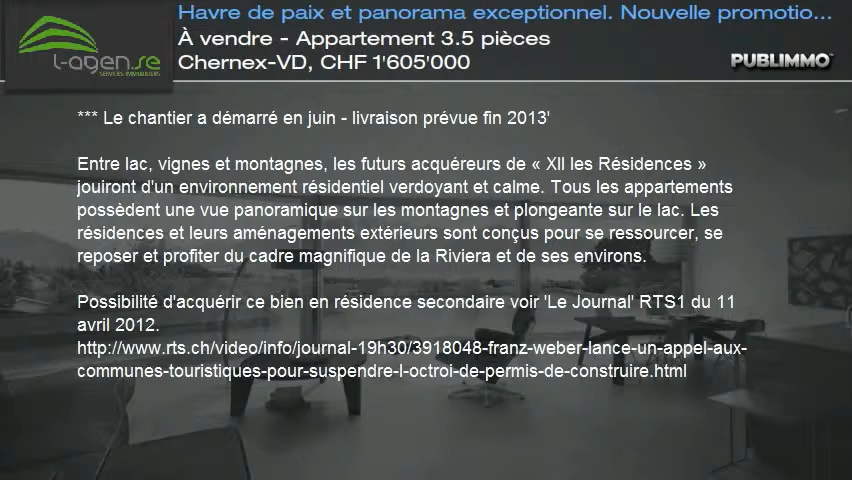 Havre de paix et panorama exceptionnel. Nouvelle promotio...
À vendre - Appartement 3.5 pièces
Chernex-VD, CHF 1'605'000
l-agen.se
SERVICES IMMOBILIERS
PUBLIMMO
*** Le chantier a démarré en juin - livraison prévue fin 2013'
Entre lac, vignes et montagnes, les futurs acquéreurs de « XII les Résidences »
jouiront d'un environnement résidentiel verdoyant et calme. Tous les appartements
possèdent une vue panoramique sur les montagnes et plongeante sur le lac. Les
résidences et leurs aménagements extérieurs sont conçus pour se ressourcer, se
reposer et profiter du cadre magnifique de la Riviera et de ses environs.
Possibilité d'acquérir ce bien en résidence secondaire voir 'Le Journal' RTS1 du 11
avril 2012.
http://www.rts.ch/video/info/journal-19h30/3918048-franz-weber-lance-un-appel-aux-
communes-touristiques-pour-suspendre-l-octroi-de-permis-de-construire.html